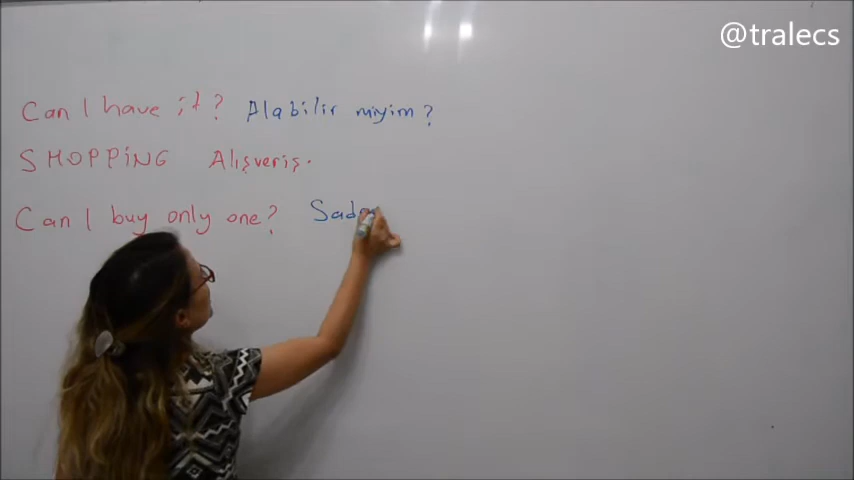 @tralecs
Can I have it? Alabilir miyim?
SHOPPiNG Alışveriş.
Can I buy only one? Sad